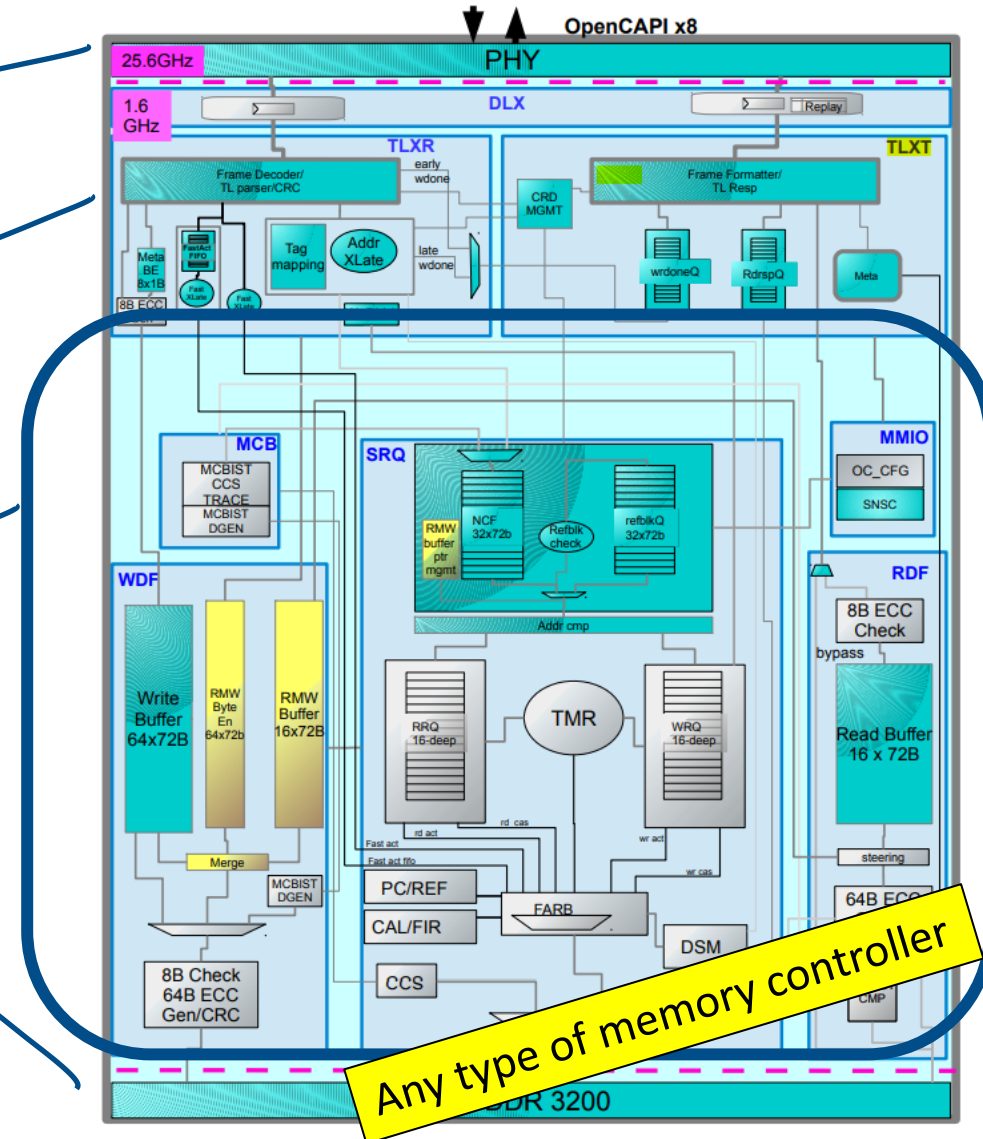 OpenCAPI x8
25.6GHz
PHY
1.6
GHz
DLX
Replay
TLXR
TLXT
Frame Decoder/
TL parser/CRC
early
wdone
CRD
MGMT
Frame Formatter/
TL Resp
Meta
BE
8x1B
8B ECC
FastAct
FIFO
Fast
XLate
Fast
XLate
Tag
mapping
Addr
XLate
late
wdone
wrdoneQ
RdrspQ
Meta
MCB
MCBIST
CCS
TRACE
MCBIST
DGEN
SRQ
RMW
buffer
ptr
mgmt
NCF
32x72b
Refblk
check
refblkQ
32x72b
Addr cmp
MMIO
OC_CFG
SNSC
WDF
Write
Buffer
64x72B
RMW
Byte
En
64x72b
RMW
Buffer
16x72B
Merge
MCBIST
DGEN
8B Check
64B ECC
Gen/CRC
RRQ
16-deep
TMR
WRQ
16-deep
rd cas
rd act
wr act
wr cas
Fast act
Fast act fifo
PC/REF
CAL/FIR
FARB
DSM
CCS
RDF
8B ECC
Check
bypass
Read Buffer
16 x 72B
steering
64B ECC
CMP
Any type of memory controller
DDR 3200